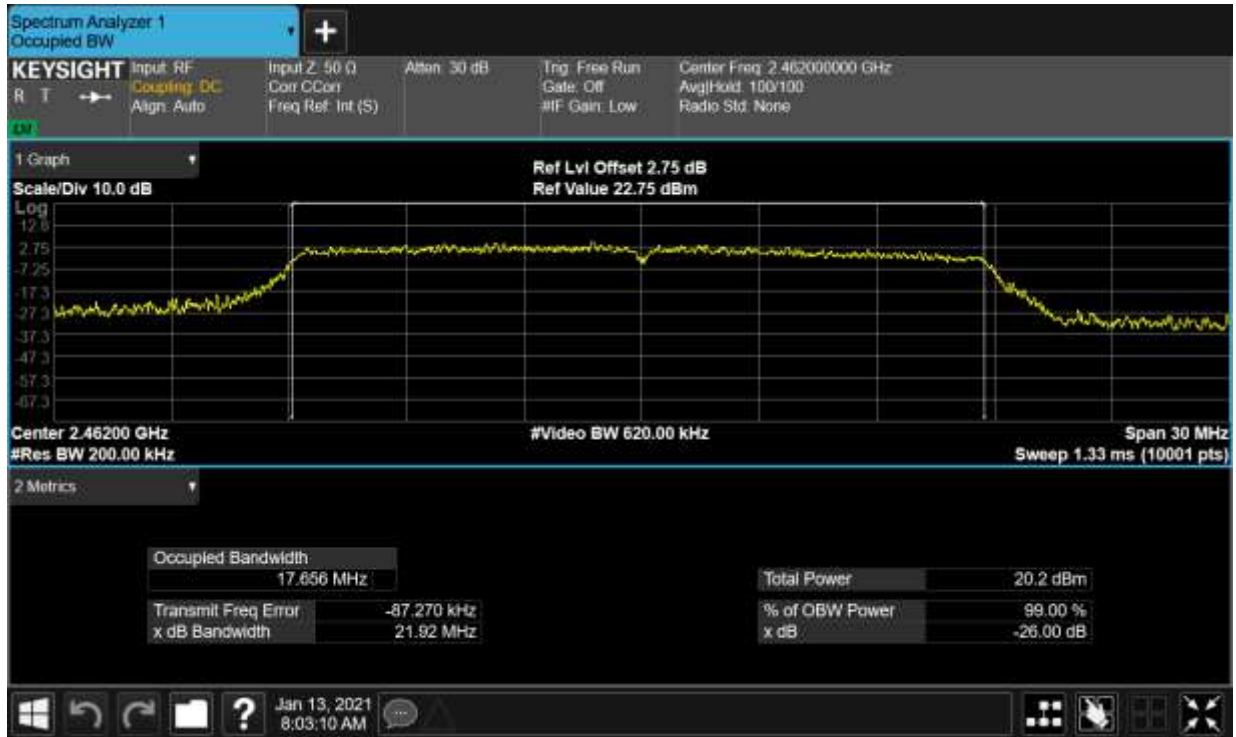 Spectrum Analyzer 1
Occupied BW
KEYSIGHT Input: RF Input Z: 50 Ω Atten: 30 dB Trig: Free Run Center Freq: 2.462000000 GHz
R T Coupling: DC Corr CCorr Gate: Off Avg|Hold: 100/100
Align: Auto Freq Ref: Int (S) #IF Gain: Low Radio Std: None
1 Graph
Ref Lvl Offset 2.75 dB
Scale/Div 10.0 dB Ref Value 22.75 dBm
Log
12.8
2.75
-7.25
-17.3
-27.3
-37.3
-47.3
-57.3
-67.3
Center 2.46200 GHz #Video BW 620.00 kHz Span 30 MHz
#Res BW 200.00 kHz Sweep 1.33 ms (10001 pts)
2 Metrics
Occupied Bandwidth
17.656 MHz Total Power 20.2 dBm
Transmit Freq Error -87.270 kHz % of OBW Power 99.00 %
x dB Bandwidth 21.92 MHz x dB -26.00 dB
? Jan 13, 2021
8:03:10 AM